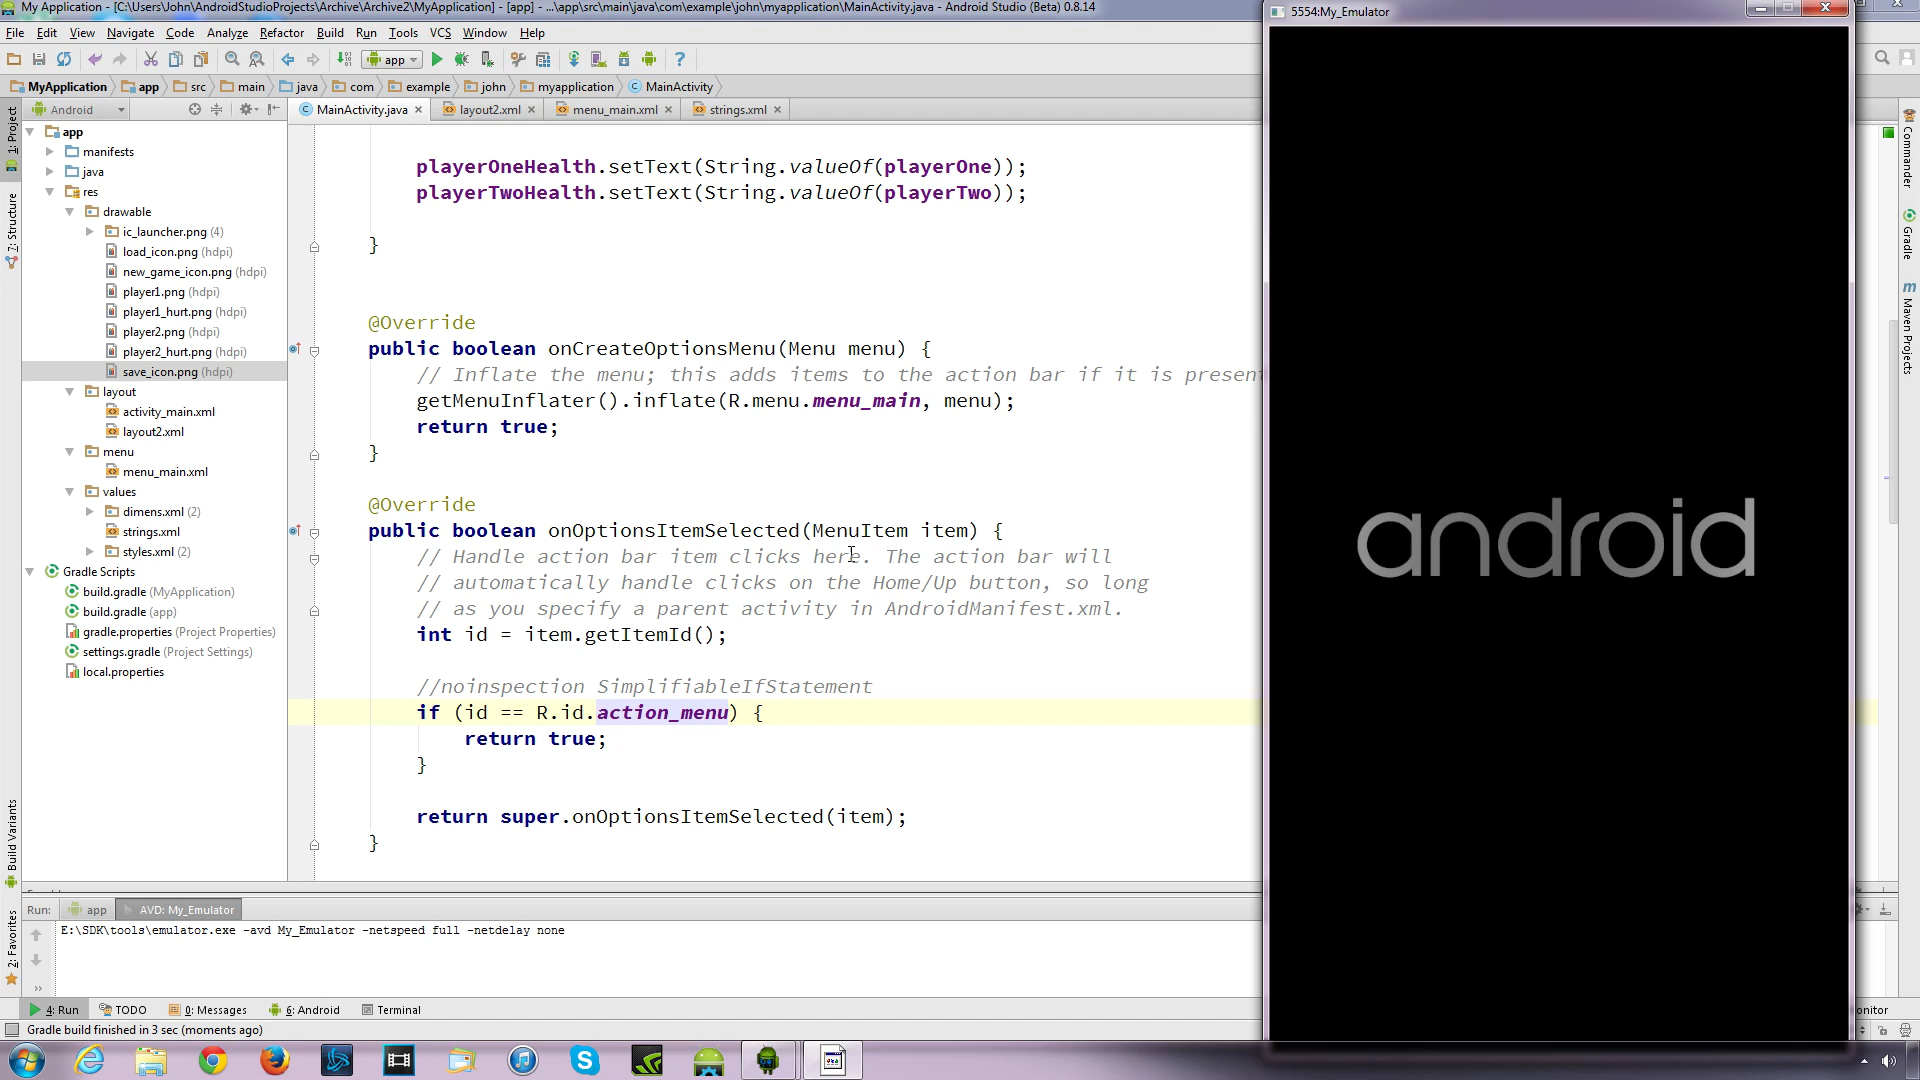 My Application - [C:\Users\John\AndroidStudioProjects\Archive\Archive2\MyApplication] - [app] - ...\app\src\main\java\com\example\john\myapplication\MainActivity.java - Android Studio (Beta) 0.8.14
File Edit View Navigate Code Analyze Refactor Build Run Tools VCS Window Help
app
MyApplication app src main java com example john myapplication MainActivity
Android
MainActivity.java layout2.xml menu_main.xml strings.xml
1: Project
7: Structure
Build Variants
2: Favorites
app
manifests
java
res
drawable
ic_launcher.png (4)
load_icon.png (hdpi)
new_game_icon.png (hdpi)
player1.png (hdpi)
player1_hurt.png (hdpi)
player2.png (hdpi)
player2_hurt.png (hdpi)
save_icon.png (hdpi)
layout
activity_main.xml
layout2.xml
menu
menu_main.xml
values
dimens.xml (2)
strings.xml
styles.xml (2)
Gradle Scripts
build.gradle (MyApplication)
build.gradle (app)
gradle.properties (Project Properties)
settings.gradle (Project Settings)
local.properties
playerOneHealth.setText(String.valueOf(playerOne));
playerTwoHealth.setText(String.valueOf(playerTwo));
}
@Override
public boolean onCreateOptionsMenu(Menu menu) {
// Inflate the menu; this adds items to the action bar if it is present
getMenuInflater().inflate(R.menu.menu_main, menu);
return true;
}
@Override
public boolean onOptionsItemSelected(MenuItem item) {
// Handle action bar item clicks here. The action bar will
// automatically handle clicks on the Home/Up button, so long
// as you specify a parent activity in AndroidManifest.xml.
int id = item.getItemId();
//noinspection SimplifiableIfStatement
if (id == R.id.action_menu) {
return true;
}
return super.onOptionsItemSelected(item);
}
5554:My_Emulator
android
Commander
Gradle
Maven Projects
Run: app AVD: My_Emulator
E:\SDK\tools\emulator.exe -avd My_Emulator -netspeed full -netdelay none
4: Run TODO 0: Messages 6: Android Terminal
onitor
Gradle build finished in 3 sec (moments ago)